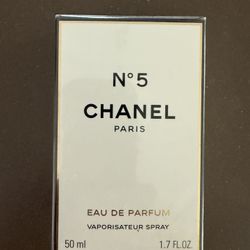 N°5
CHANEL
PARIS
EAU DE PARFUM
VAPORISATEUR SPRAY
50 ml 1.7 FL.OZ.